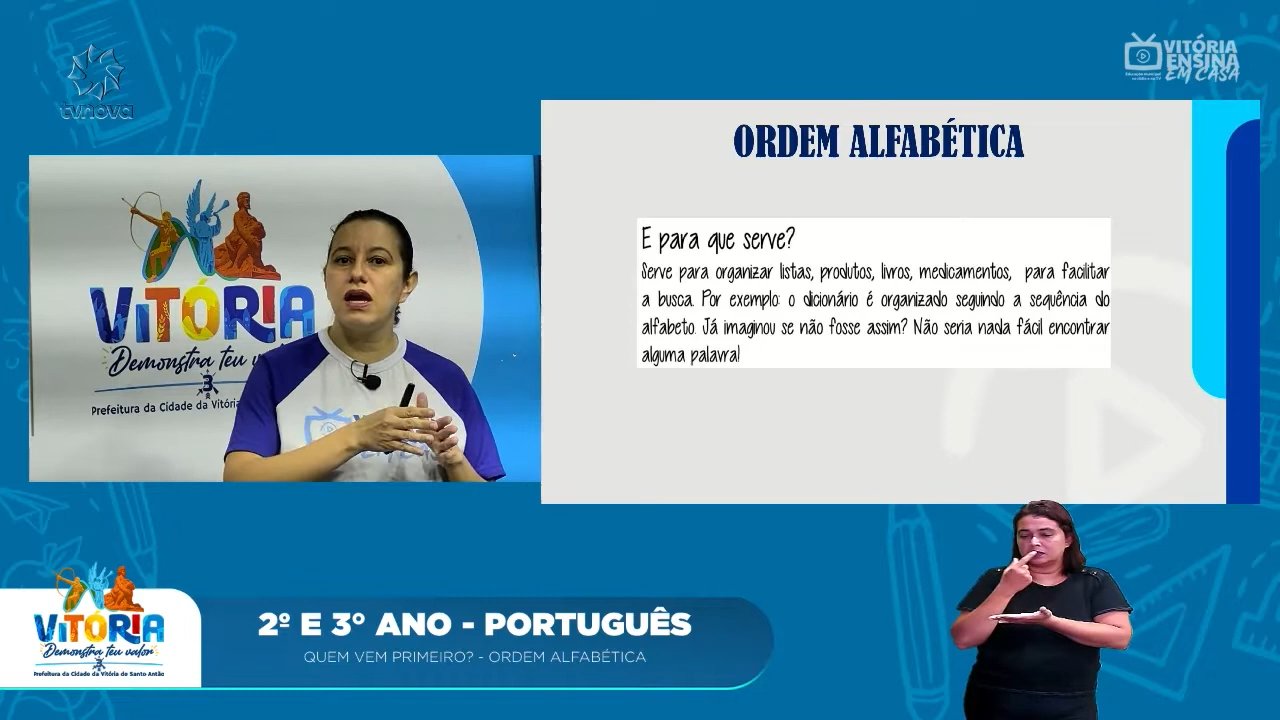 tvnova
VITÓRIA
ENSINA
EM CASA
ORDEM ALFABÉTICA
E para que serve?
Serve para organizar listas, produtos, livros, medicamentos, para facilitar
a busca. Por exemplo: o dicionário é organizado seguindo a sequência do
alfabeto. Já imaginou se não fosse assim? Não seria nada fácil encontrar
alguma palavra!
VITÓRIA
Demonstra teu
3
Prefeitura da Cidade da Vitória
2º E 3° ANO - PORTUGUÊS
QUEM VEM PRIMEIRO? - ORDEM ALFABÉTICA
VITÓRIA
Demonstra teu valor
3
Prefeitura da Cidade da Vitória de Santo Antão